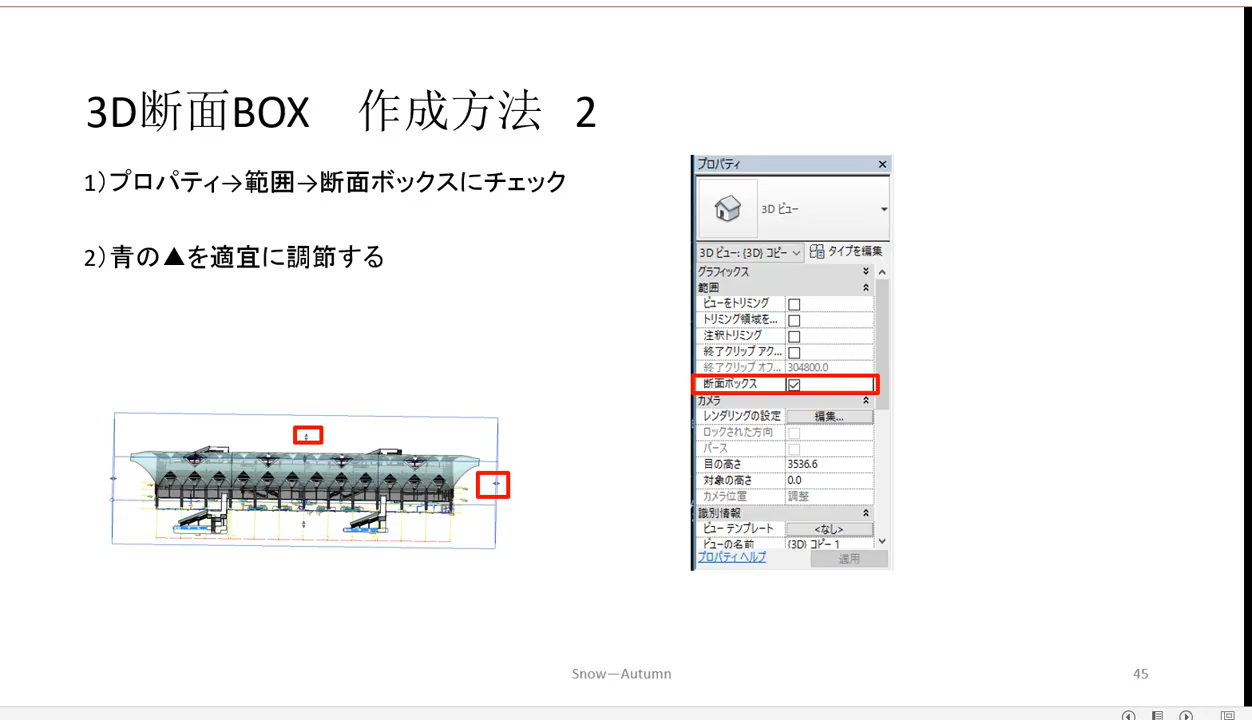 3D断面BOX　作成方法 2
1)プロパティ→範囲→断面ボックスにチェック
2)青の▲を適宜に調節する
プロパティ
3D ビュー
3D ビュー: {3D} コピー
タイプを編集
グラフィックス
範囲
ビューをトリミング
トリミング領域を...
注釈トリミング
終了クリップ アク...
終了クリップ オフ... 304800.0
断面ボックス
カメラ
レンダリングの設定 編集...
ロックされた方向
パース
目の高さ 3536.6
対象の高さ 0.0
カメラ位置 調整
識別情報
ビュー テンプレート <なし>
ビューの名前 {3D} コピー 1
プロパティ ヘルプ 適用
Snow—Autumn
45